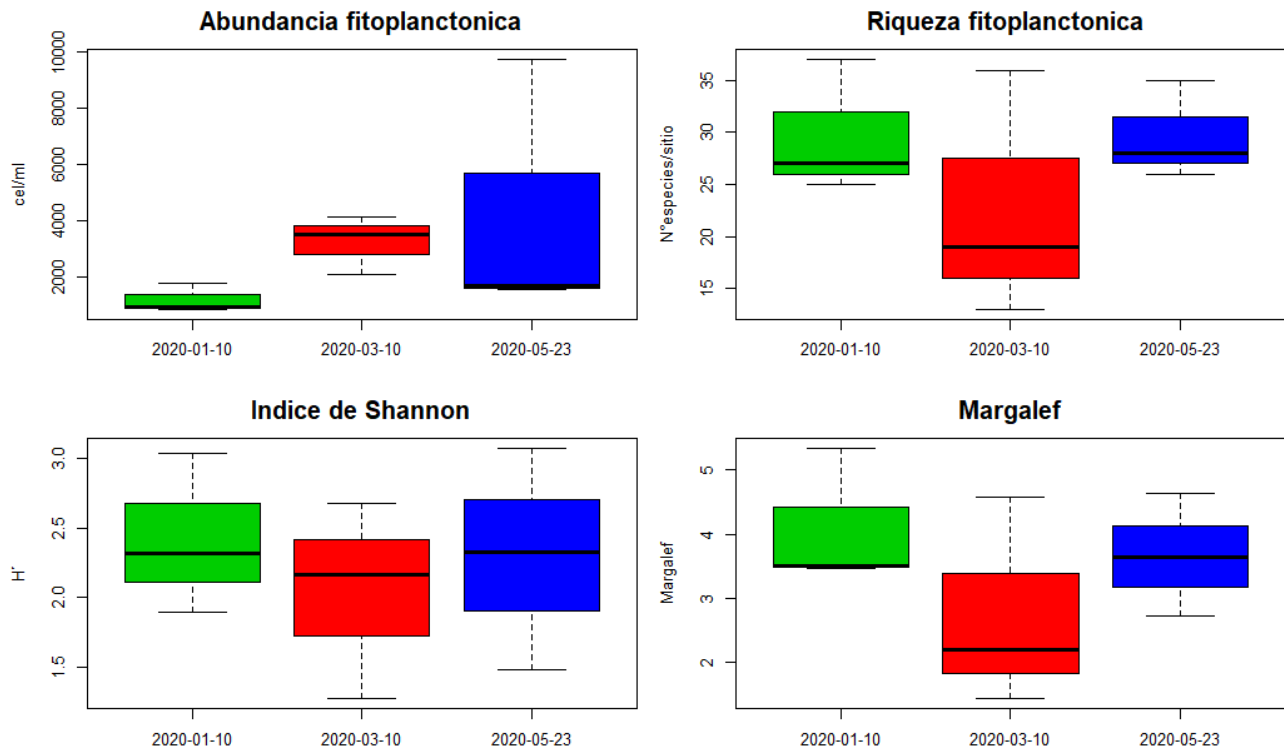 Abundancia fitoplanctonica
cel/ml
10000
8000
6000
4000
2000
2020-01-10 2020-03-10 2020-05-23
Riqueza fitoplanctonica
N°especies/sitio
35
30
25
20
15
2020-01-10 2020-03-10 2020-05-23
Indice de Shannon
H´
3.0
2.5
2.0
1.5
2020-01-10 2020-03-10 2020-05-23
Margalef
Margalef
5
4
3
2
2020-01-10 2020-03-10 2020-05-23